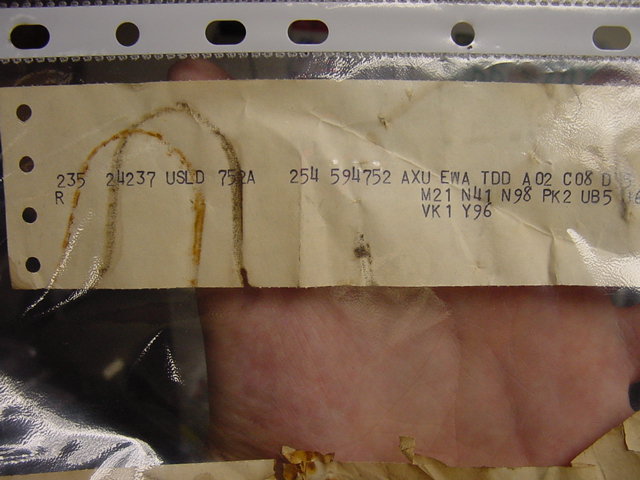 235 24237 USLD 752A 254 594752 AXU EWA TDD A02 C08 D
R M21 N41 N98 PK2 UB5
VK1 Y96